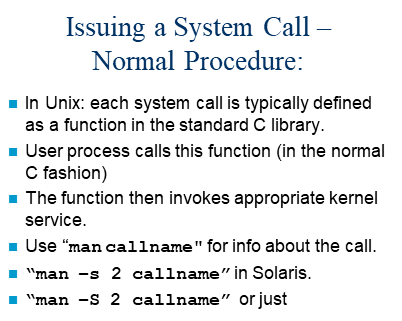 Issuing a System Call –
Normal Procedure:
In Unix: each system call is typically defined
as a function in the standard C library.
User process calls this function (in the normal
C fashion)
The function then invokes appropriate kernel
service.
Use “man callname" for info about the call.
“man –s 2 callname” in Solaris.
“man –S 2 callname” or just